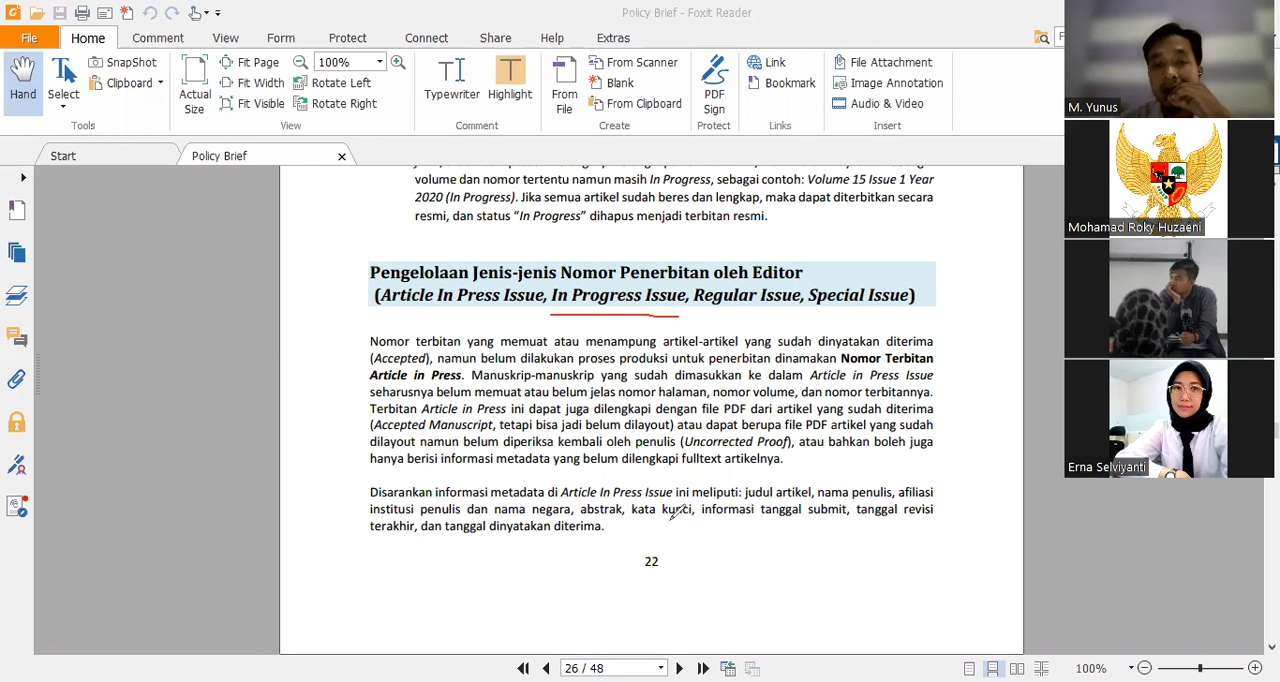 Policy Brief - Foxit Reader
File Home Comment View Form Protect Connect Share Help Extras
Hand
Select
SnapShot
Clipboard
Tools
Actual
Size
Fit Page
Fit Width
Fit Visible
100%
Rotate Left
Rotate Right
View
Typewriter
Highlight
Comment
From
File
From Scanner
Blank
From Clipboard
Create
PDF
Sign
Protect
Link
Bookmark
Links
File Attachment
Image Annotation
Audio & Video
Insert
Start
Policy Brief
volume dan nomor tertentu namun masih In Progress, sebagai contoh: Volume 15 Issue 1 Year
2020 (In Progress). Jika semua artikel sudah beres dan lengkap, maka dapat diterbitkan secara
resmi, dan status “In Progress” dihapus menjadi terbitan resmi.
Pengelolaan Jenis-jenis Nomor Penerbitan oleh Editor
(Article In Press Issue, In Progress Issue, Regular Issue, Special Issue)
Nomor terbitan yang memuat atau menampung artikel-artikel yang sudah dinyatakan diterima
(Accepted), namun belum dilakukan proses produksi untuk penerbitan dinamakan Nomor Terbitan
Article in Press. Manuskrip-manuskrip yang sudah dimasukkan ke dalam Article in Press Issue
seharusnya belum memuat atau belum jelas nomor halaman, nomor volume, dan nomor terbitannya.
Terbitan Article in Press ini dapat juga dilengkapi dengan file PDF dari artikel yang sudah diterima
(Accepted Manuscript, tetapi bisa jadi belum dilayout) atau dapat berupa file PDF artikel yang sudah
dilayout namun belum diperiksa kembali oleh penulis (Uncorrected Proof), atau bahkan boleh juga
hanya berisi informasi metadata yang belum dilengkapi fulltext artikelnya.
Disarankan informasi metadata di Article In Press Issue ini meliputi: judul artikel, nama penulis, afiliasi
institusi penulis dan nama negara, abstrak, kata kunci, informasi tanggal submit, tanggal revisi
terakhir, dan tanggal dinyatakan diterima.
22
26 / 48
100%
M. Yunus
Mohamad Roky Huzaeni
Erna Selviyanti